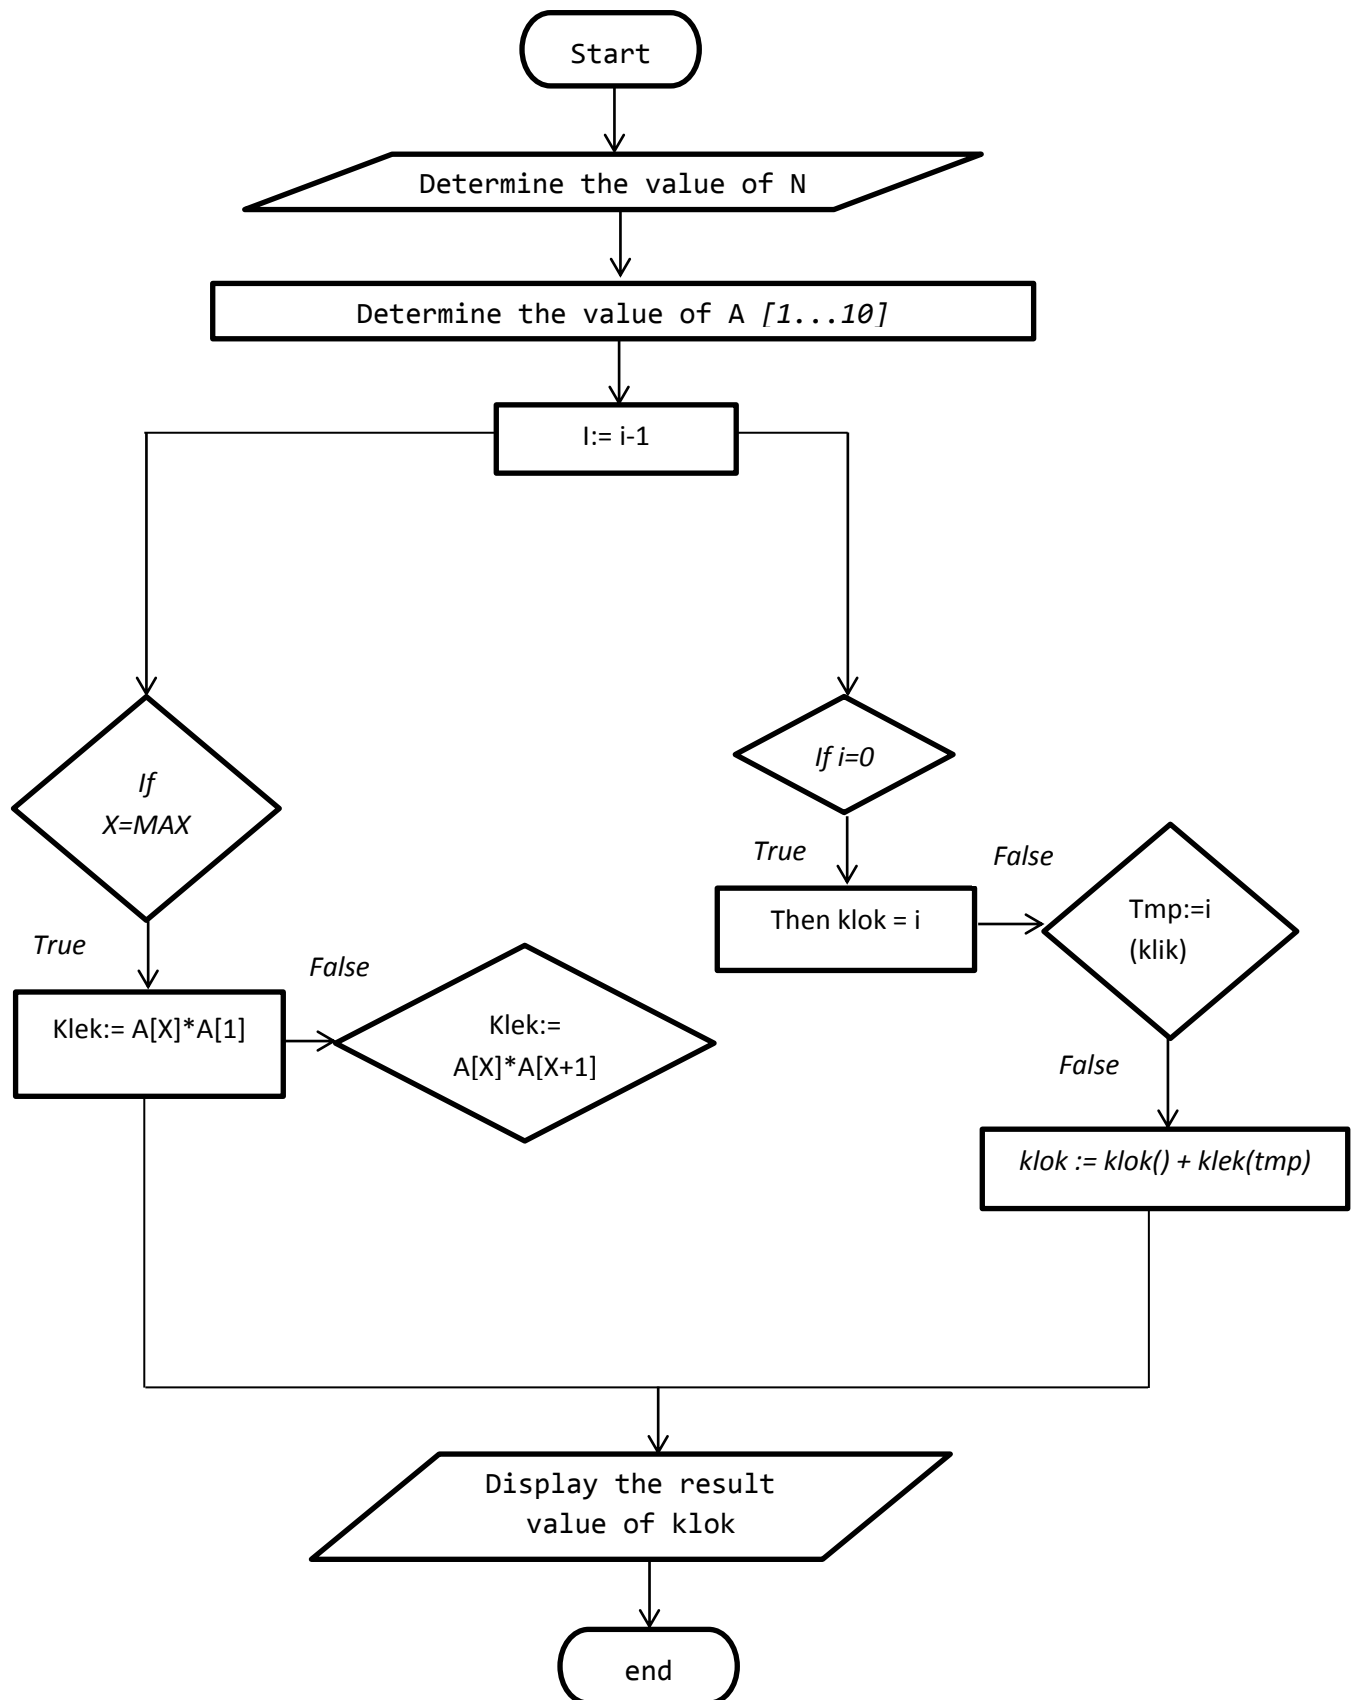 Start
Determine the value of N
Determine the value of A [1...10]
I:= i-1
If
X=MAX
True
Klek:= A[X]*A[1]
False
Klek:=
A[X]*A[X+1]
If i=0
True
Then klok = i
False
Tmp:=i
(klik)
False
klok := klok() + klek(tmp)
Display the result
value of klok
end